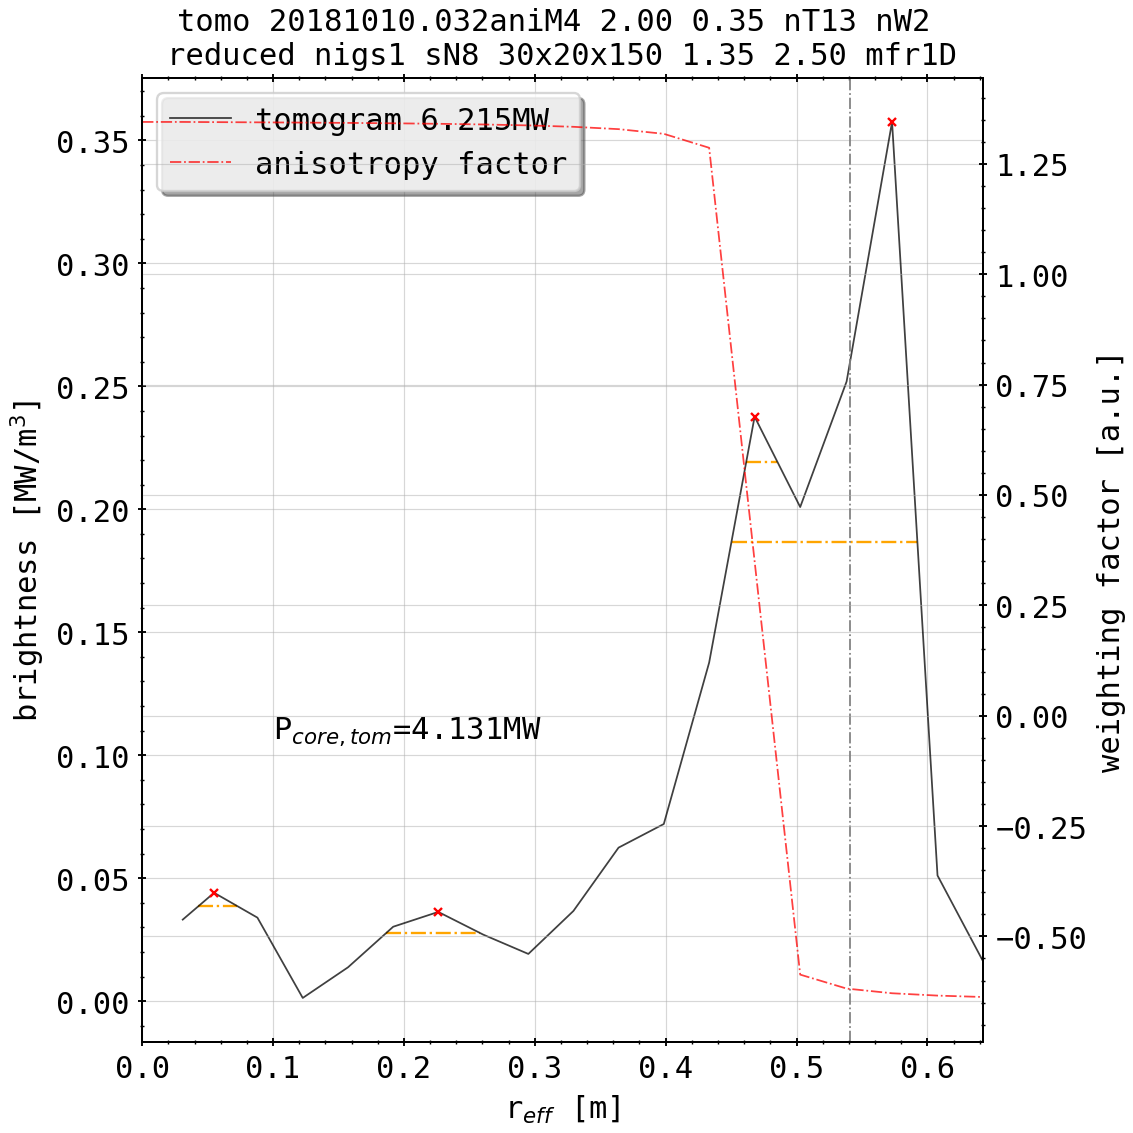 tomo 20181010.032aniM4 2.00 0.35 nT13 nW2
reduced nigs1 sN8 30x20x150 1.35 2.50 mfr1D
tomogram 6.215MW
anisotropy factor
0.35
0.30
0.25
0.20
0.15
0.10
0.05
0.00
brightness [MW/m³]
P_core,tom=4.131MW
1.25
1.00
0.75
0.50
0.25
0.00
−0.25
−0.50
weighting factor [a.u.]
0.0 0.1 0.2 0.3 0.4 0.5 0.6
r_eff [m]